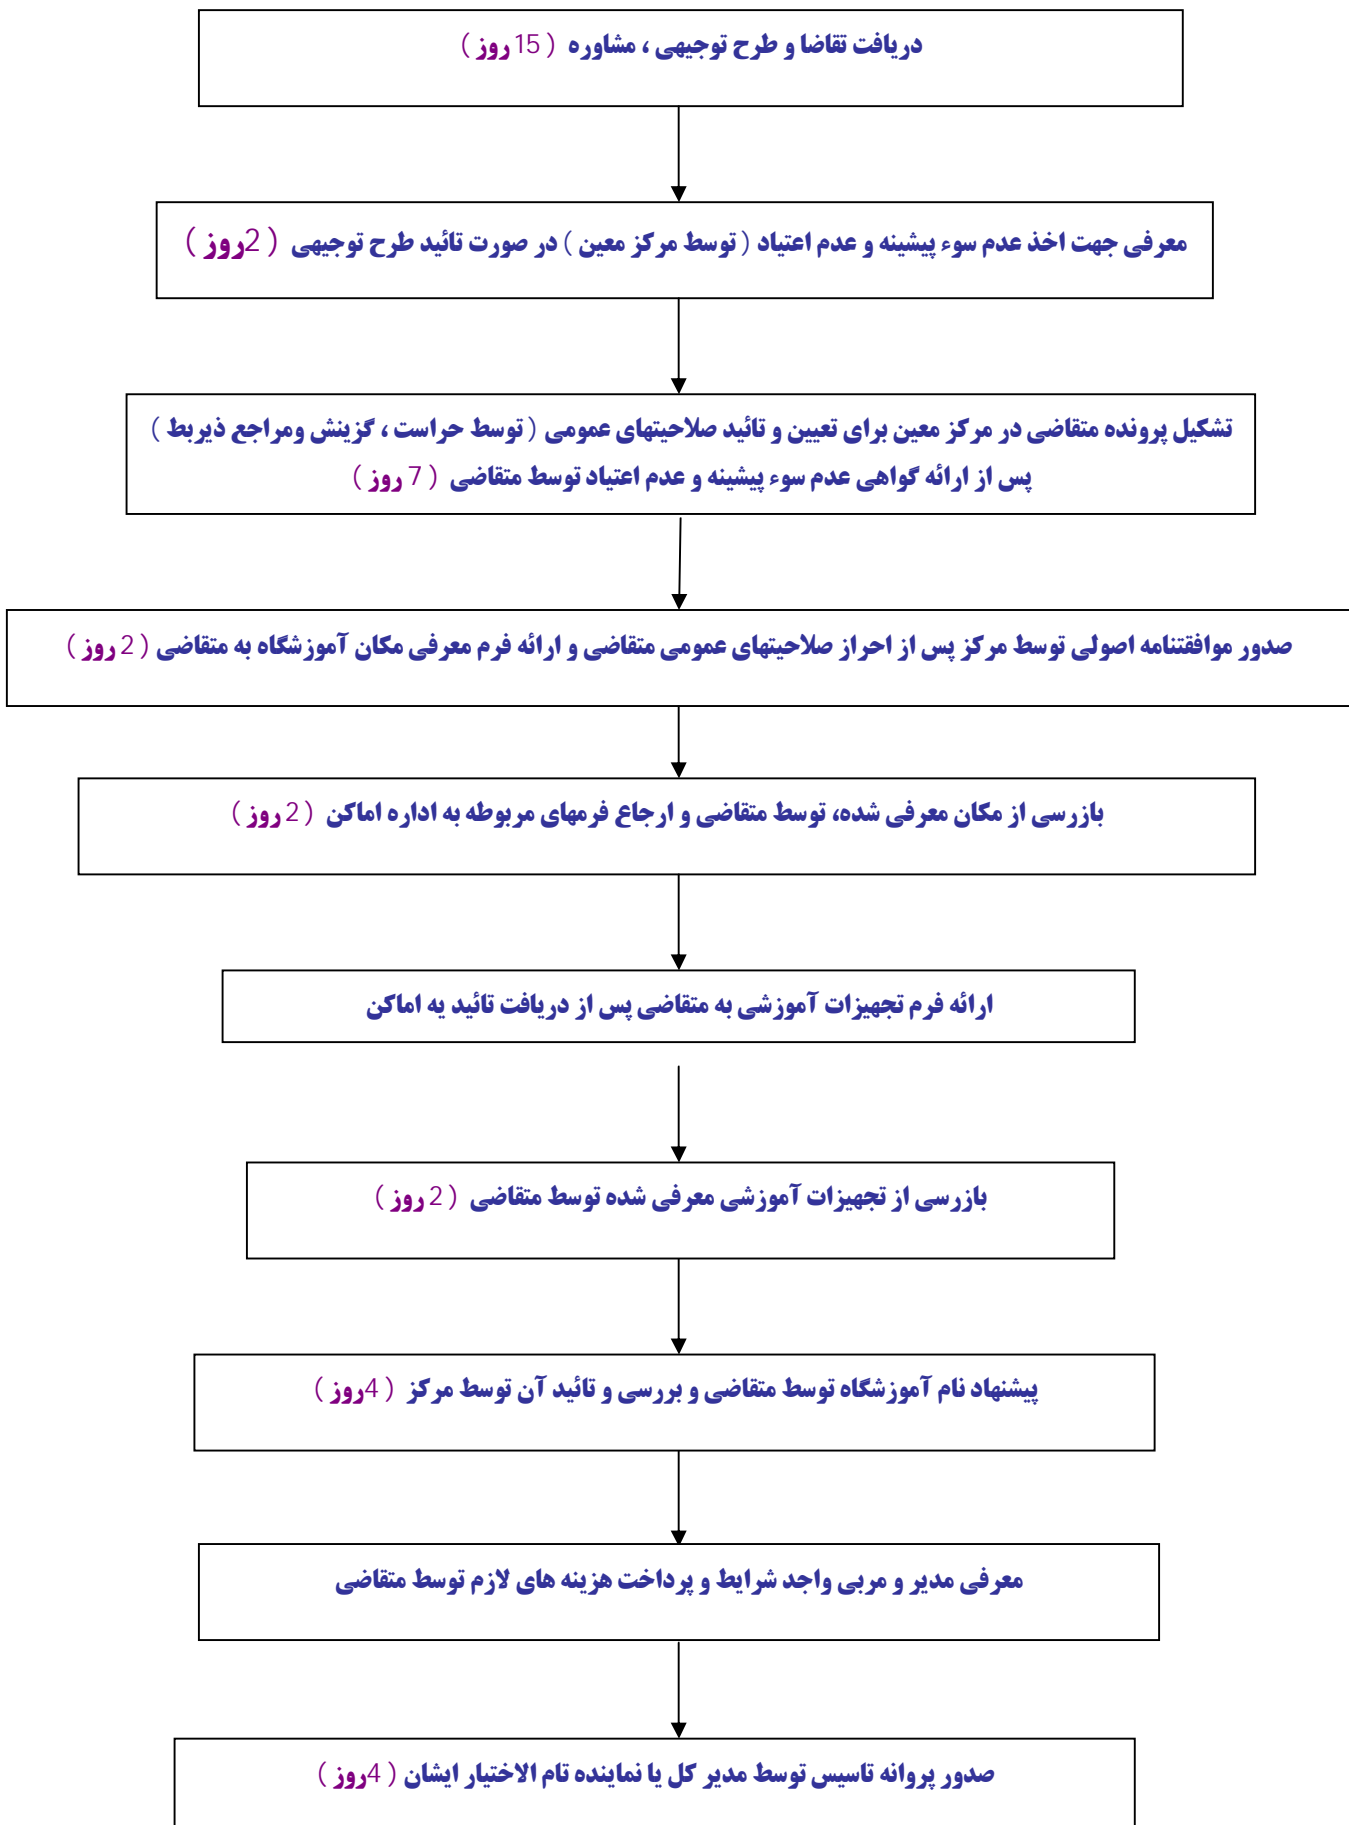 دریافت تقاضا و طرح توجیهی ، مشاوره ( 15 روز )
معرفی جهت اخذ عدم سوء پیشینه و عدم اعتیاد ( توسط مرکز معین ) در صورت تائید طرح توجیهی ( 2روز )
تشکیل پرونده متقاضی در مرکز معین برای تعیین و تائید صلاحیتهای عمومی ( توسط حراست ، گزینش ومراجع ذیربط )
پس از ارائه گواهی عدم سوء پیشینه و عدم اعتیاد توسط متقاضی ( 7 روز )
صدور موافقتنامه اصولی توسط مرکز پس از احراز صلاحیتهای عمومی متقاضی و ارائه فرم معرفی مکان آموزشگاه به متقاضی ( 2 روز )
بازرسی از مکان معرفی شده، توسط متقاضی و ارجاع فرمهای مربوطه به اداره اماکن ( 2 روز )
ارائه فرم تجهیزات آموزشی به متقاضی پس از دریافت تائید یه اماکن
بازرسی از تجهیزات آموزشی معرفی شده توسط متقاضی ( 2 روز )
پیشنهاد نام آموزشگاه توسط متقاضی و بررسی و تائید آن توسط مرکز ( 4روز )
معرفی مدیر و مربی واجد شرایط و پرداخت هزینه های لازم توسط متقاضی
صدور پروانه تاسیس توسط مدیر کل یا نماینده تام الاختیار ایشان ( 4روز )